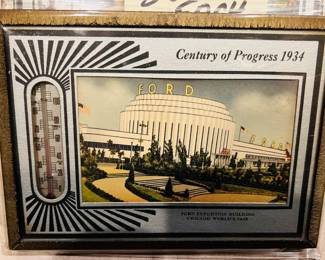 Century of Progress 1934
FORD
FORD EXPOSITION BUILDING
CHICAGO WORLD'S FAIR